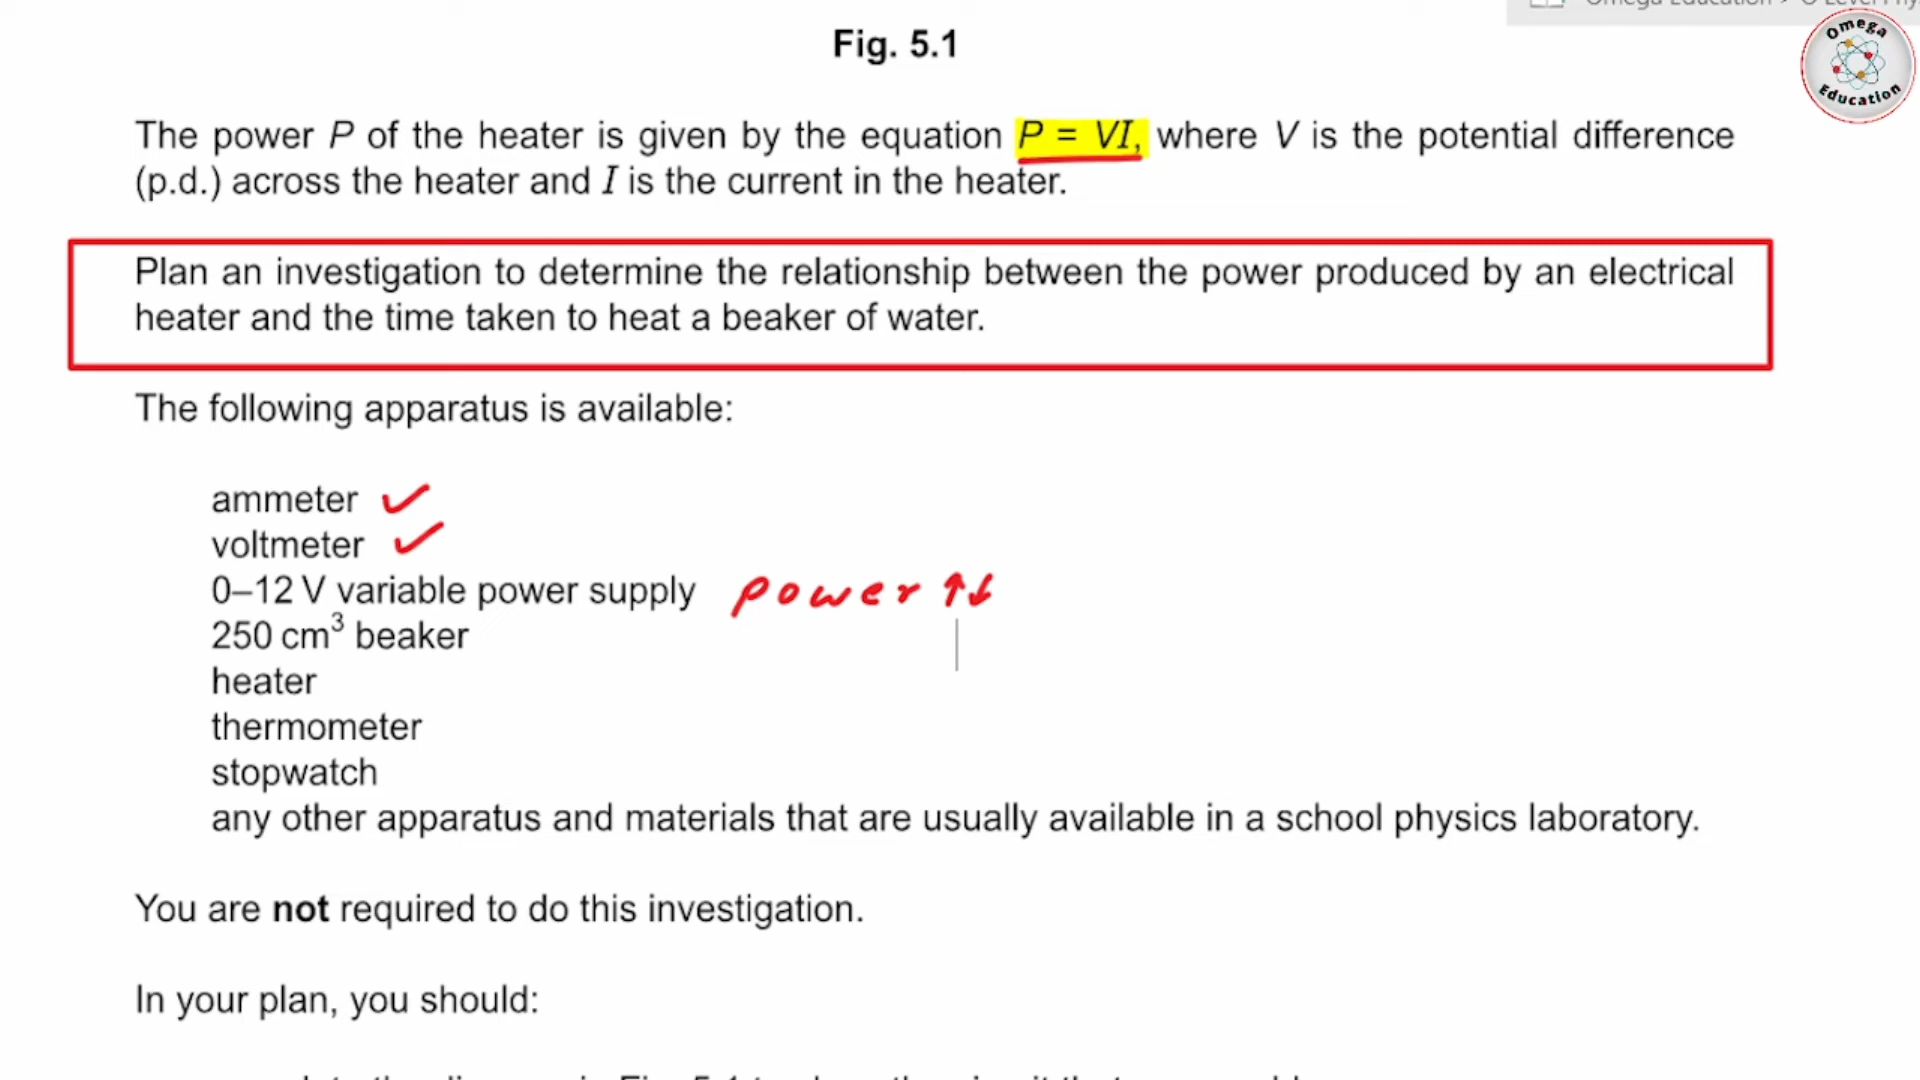 Omega Education
Fig. 5.1
Omega
Education
The power P of the heater is given by the equation P = VI, where V is the potential difference
(p.d.) across the heater and I is the current in the heater.
Plan an investigation to determine the relationship between the power produced by an electrical
heater and the time taken to heat a beaker of water.
The following apparatus is available:
ammeter ✓
voltmeter ✓
0–12 V variable power supply power ↑↓
250 cm³ beaker
heater
thermometer
stopwatch
any other apparatus and materials that are usually available in a school physics laboratory.
You are not required to do this investigation.
In your plan, you should: